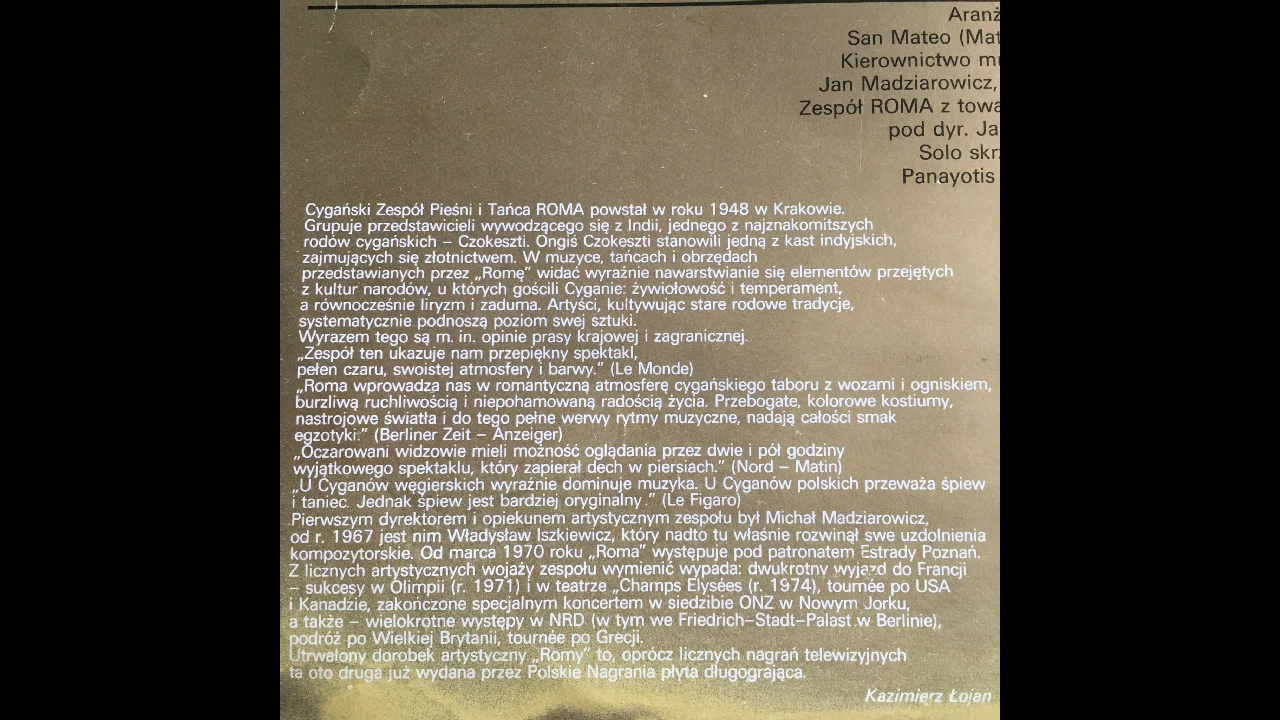 Aranż
San Mateo (Mat
Kierownictwo mu
Jan Madziarowicz,
Zespół ROMA z towa
pod dyr. Ja
Solo skrz
Panayotis
Cygański Zespół Pieśni i Tańca ROMA powstał w roku 1948 w Krakowie.
Grupuje przedstawicieli wywodzącego się z Indii, jednego z najznakomitszych
rodów cygańskich – Czokeszti. Ongiś Czokeszti stanowili jedną z kast indyjskich,
zajmujących się złotnictwem. W muzyce, tańcach i obrzędach
przedstawianych przez „Romę” widać wyraźnie nawarstwianie się elementów przejętych
z kultur narodów, u których gościli Cyganie: żywiołowość i temperament,
a równocześnie liryzm i zaduma. Artyści, kultywując stare rodowe tradycje,
systematycznie podnoszą poziom swej sztuki.
Wyrazem tego są m. in. opinie prasy krajowej i zagranicznej.
„Zespół ten ukazuje nam przepiękny spektakl,
pełen czaru, swoistej atmosfery i barwy.” (Le Monde)
„Roma wprowadza nas w romantyczną atmosferę cygańskiego taboru z wozami i ogniskiem,
burzliwą ruchliwością i niepohamowaną radością życia. Przebogate, kolorowe kostiumy,
nastrojowe światła i do tego pełne werwy rytmy muzyczne, nadają całości smak
egzotyki.” (Berliner Zeit – Anzeiger)
„Oczarowani widzowie mieli możność oglądania przez dwie i pół godziny
wyjątkowego spektaklu, który zapierał dech w piersiach.” (Nord – Matin)
„U Cyganów węgierskich wyraźnie dominuje muzyka. U Cyganów polskich przeważa śpiew
i taniec. Jednak śpiew jest bardziej oryginalny.” (Le Figaro)
Pierwszym dyrektorem i opiekunem artystycznym zespołu był Michał Madziarowicz,
od r. 1967 jest nim Władysław Iszkiewicz, który nadto tu właśnie rozwinął swe uzdolnienia
kompozytorskie. Od marca 1970 roku „Roma” występuje pod patronatem Estrady Poznań.
Z licznych artystycznych wojaży zespołu wymienić wypada: dwukrotny wyjazd do Francji
– sukcesy w Olimpii (r. 1971) i w teatrze „Champs Elysées (r. 1974), tournée po USA
i Kanadzie, zakończone specjalnym koncertem w siedzibie ONZ w Nowym Jorku,
a także – wielokrotne występy w NRD (w tym we Friedrich–Stadt–Palast w Berlinie),
podróż po Wielkiej Brytanii, tournée po Grecji.
Utrwalony dorobek artystyczny „Romy” to, oprócz licznych nagrań telewizyjnych
ta oto druga już wydana przez Polskie Nagrania płyta długogrająca.
Kazimierz Łojan